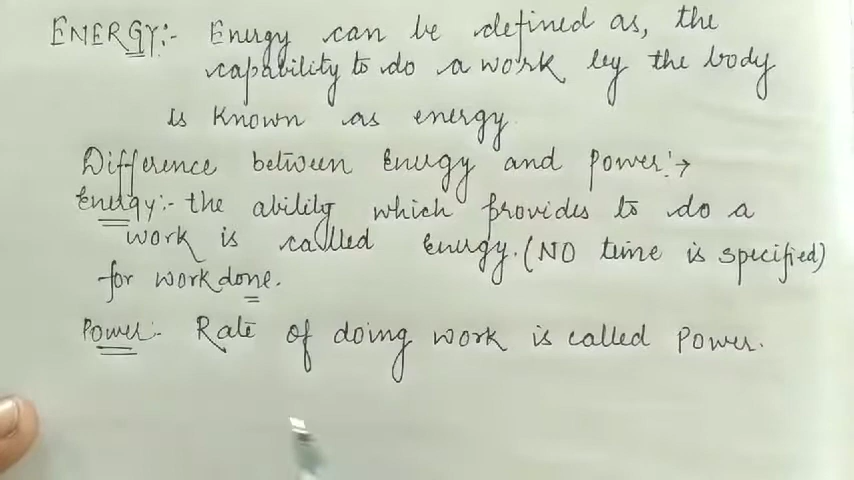 ENERGY:- Energy can be defined as, the
capability to do a work by the body
is known as energy.
Difference between Energy and Power:→
Energy:- the ability which provides to do a
work is called Energy. (NO time is specified)
for work done.
Power:- Rate of doing work is called Power.